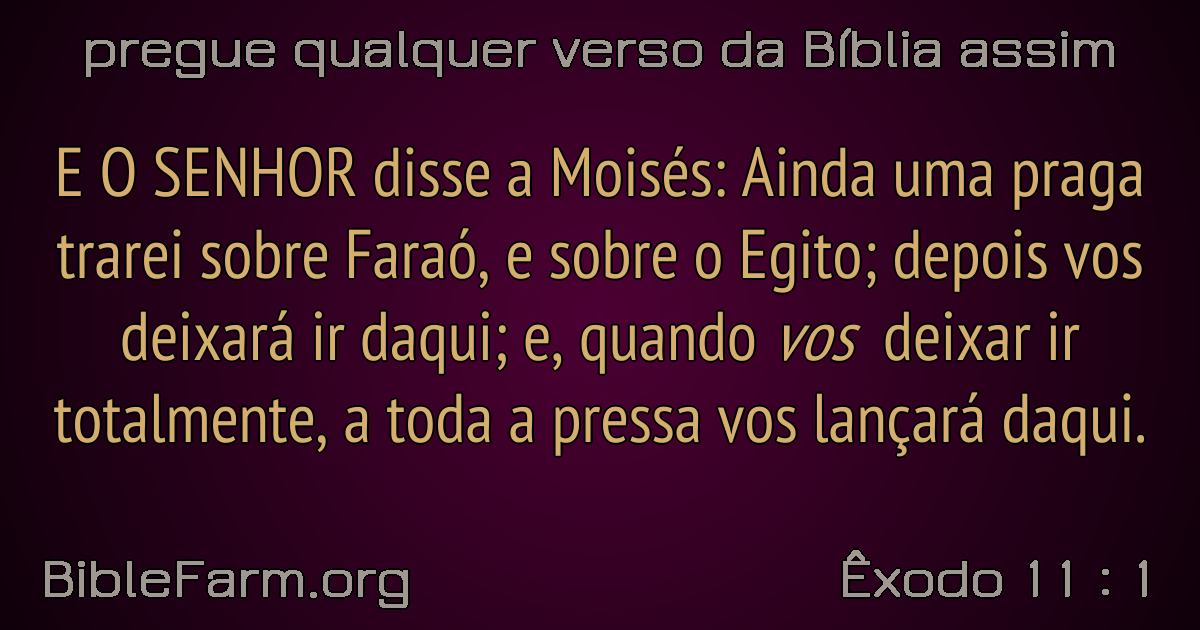 pregue qualquer verso da Bíblia assim
E O SENHOR disse a Moisés: Ainda uma praga
trarei sobre Faraó, e sobre o Egito; depois vos
deixará ir daqui; e, quando vos deixar ir
totalmente, a toda a pressa vos lançará daqui.
BibleFarm.org
Êxodo 11 : 1